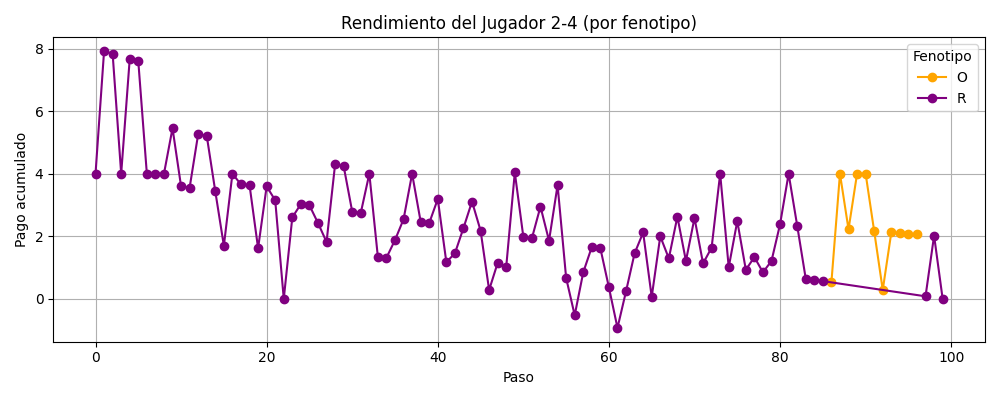 Rendimiento del Jugador 2-4 (por fenotipo)
Pago acumulado
8
6
4
2
0
Fenotipo
O
R
0 20 40 60 80 100
Paso